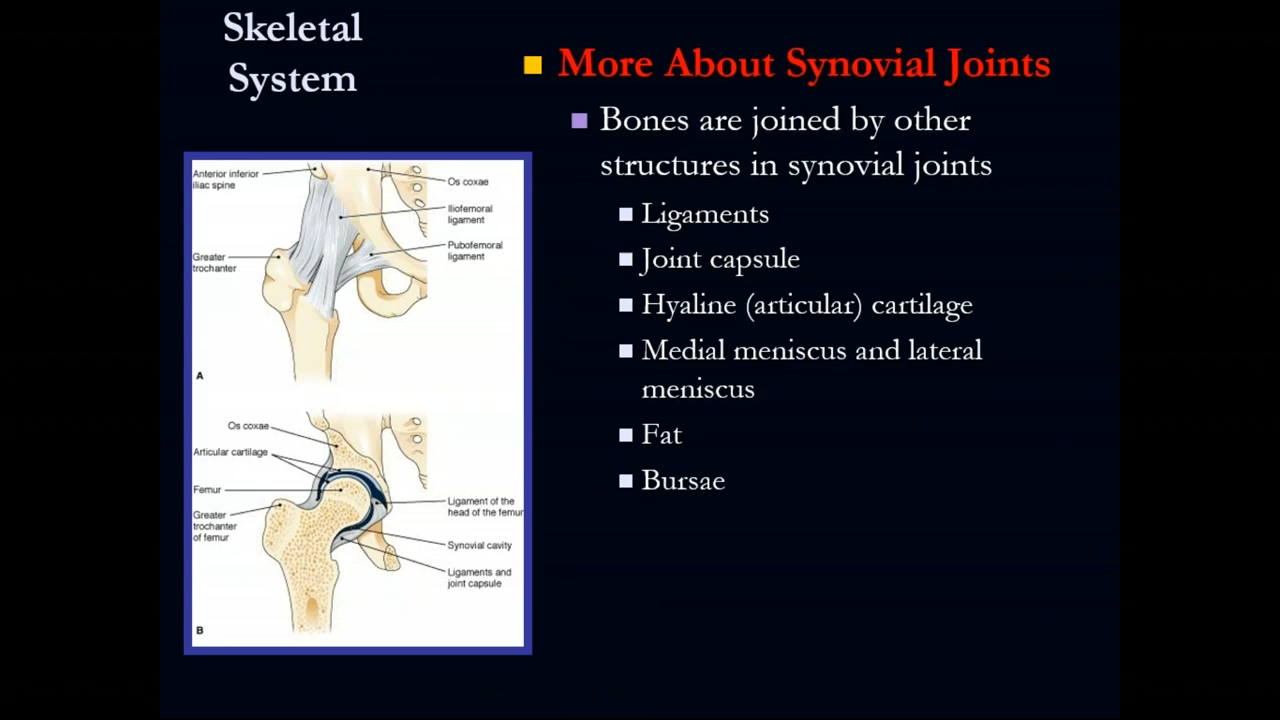 Skeletal
System
More About Synovial Joints
Bones are joined by other
structures in synovial joints
Ligaments
Joint capsule
Hyaline (articular) cartilage
Medial meniscus and lateral
meniscus
Fat
Bursae
Anterior inferior
iliac spine
Os coxae
Iliofemoral
ligament
Pubofemoral
ligament
Greater
trochanter
A
Os coxae
Articular cartilage
Femur
Greater
trochanter
of femur
Ligament of the
head of the femur
Synovial cavity
Ligaments and
joint capsule
B